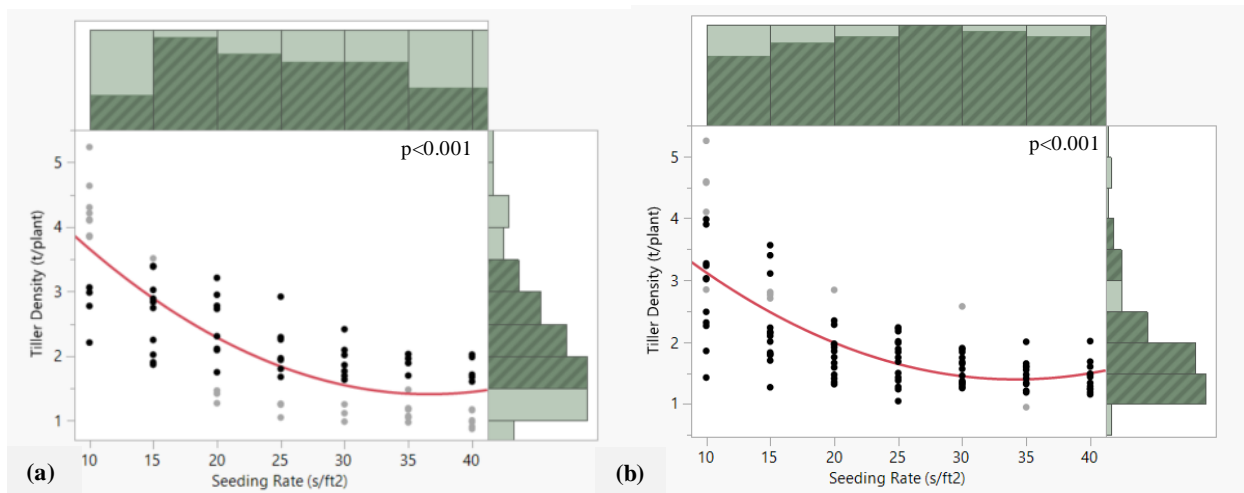 p<0.001
5
4
3
2
1
Tiller Density (t/plant)
10 15 20 25 30 35 40
Seeding Rate (s/ft2)
(a)
p<0.001
5
4
3
2
1
Tiller Density (t/plant)
10 15 20 25 30 35 40
Seeding Rate (s/ft2)
(b)